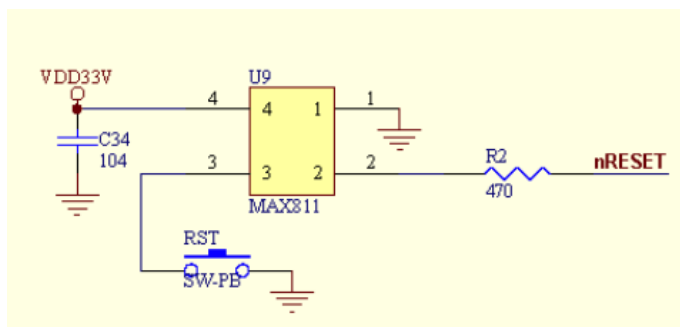 VDD33V
U9
4
4
1
1
C34
104
3
3
2
2
R2
nRESET
470
MAX811
RST
SW-PB